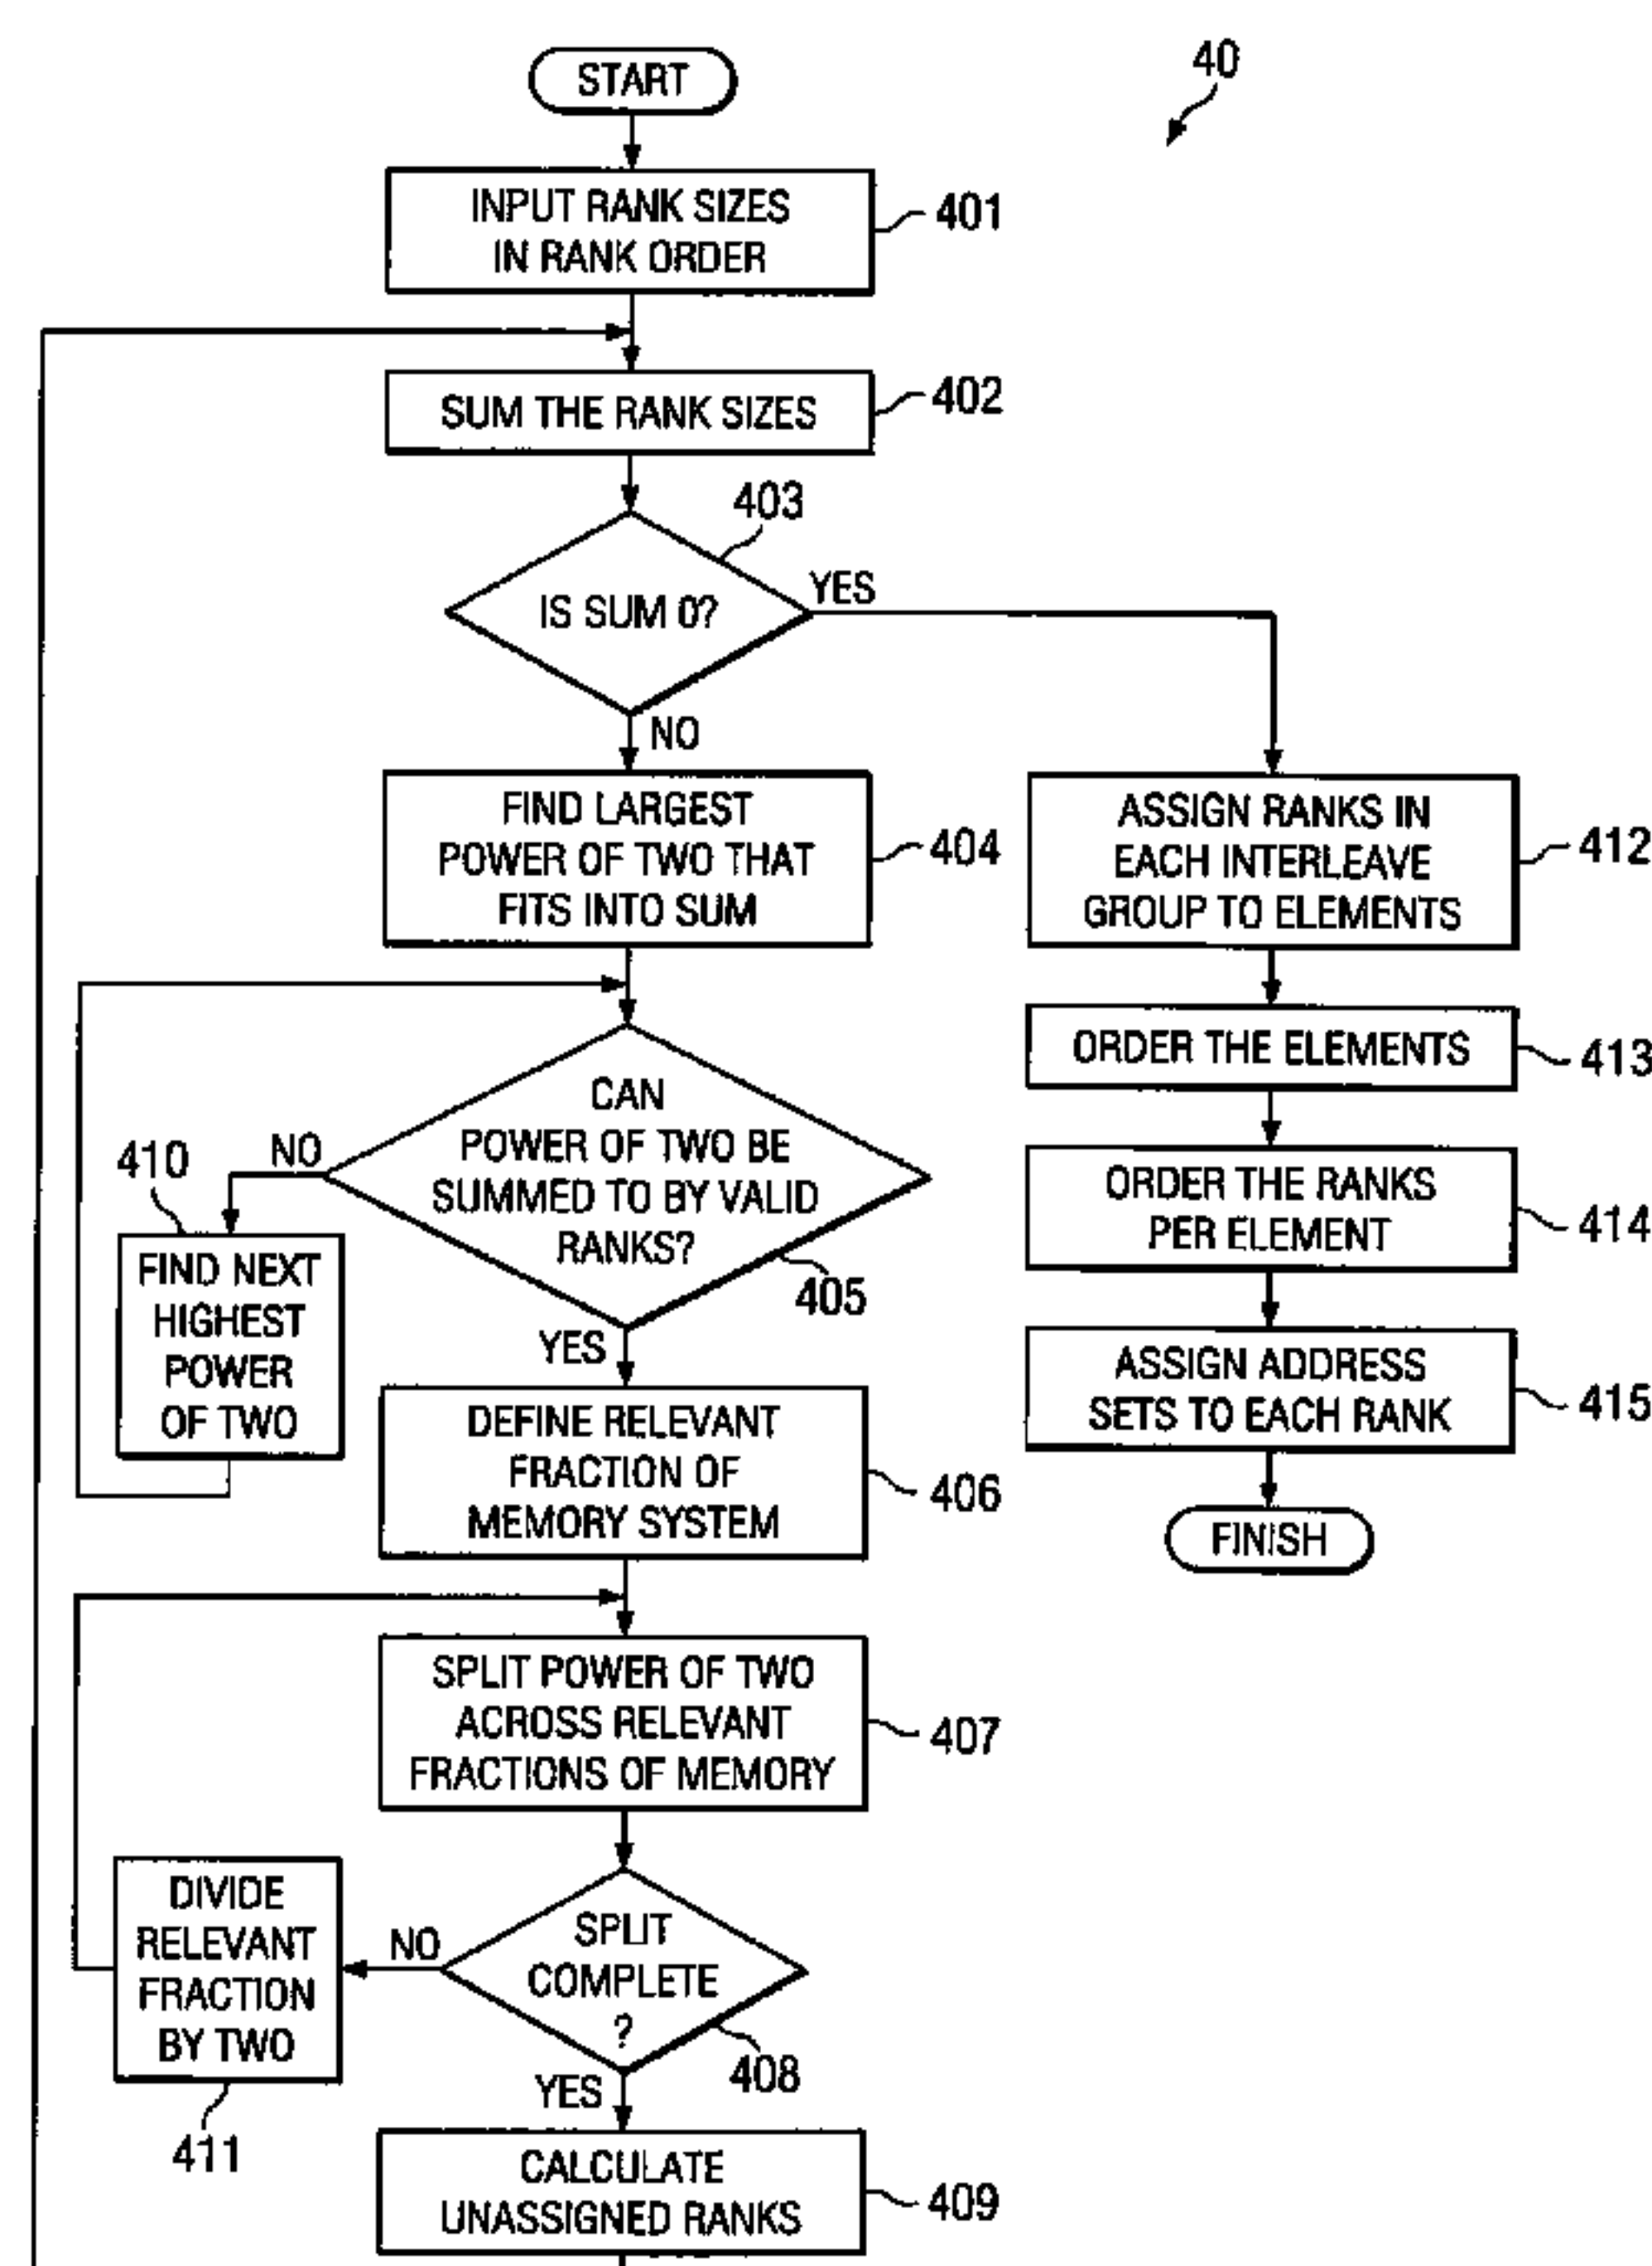 START
40
INPUT RANK SIZES
IN RANK ORDER
401
SUM THE RANK SIZES
402
403
IS SUM 0?
YES
NO
FIND LARGEST
POWER OF TWO THAT
FITS INTO SUM
404
ASSIGN RANKS IN
EACH INTERLEAVE
GROUP TO ELEMENTS
412
ORDER THE ELEMENTS
413
CAN
POWER OF TWO BE
SUMMED TO BY VALID
RANKS?
405
NO
410
FIND NEXT
HIGHEST
POWER
OF TWO
YES
ORDER THE RANKS
PER ELEMENT
414
ASSIGN ADDRESS
SETS TO EACH RANK
415
FINISH
DEFINE RELEVANT
FRACTION OF
MEMORY SYSTEM
406
SPLIT POWER OF TWO
ACROSS RELEVANT
FRACTIONS OF MEMORY
407
SPLIT
COMPLETE
?
408
NO
DIVIDE
RELEVANT
FRACTION
BY TWO
411
YES
CALCULATE
UNASSIGNED RANKS
409